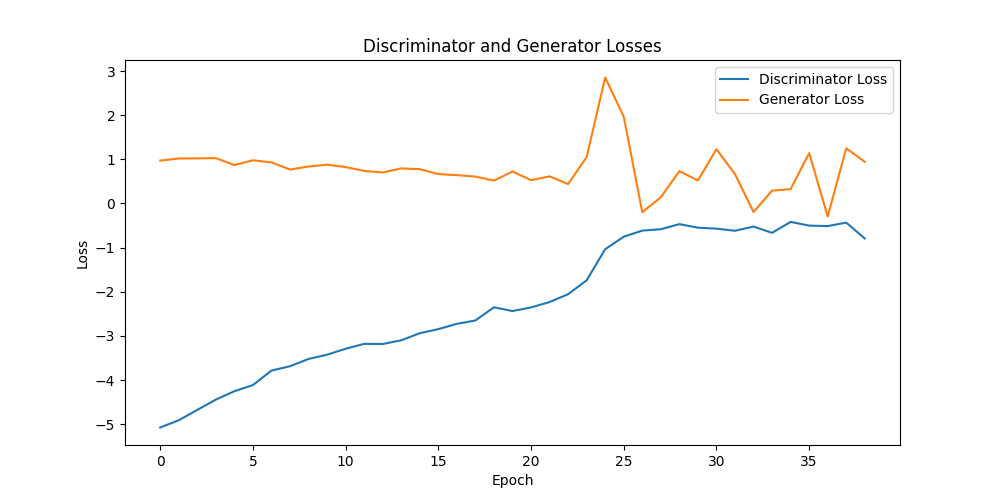 Discriminator and Generator Losses
Discriminator Loss
Generator Loss
3
2
1
0
−1
−2
−3
−4
−5
Loss
0 5 10 15 20 25 30 35
Epoch